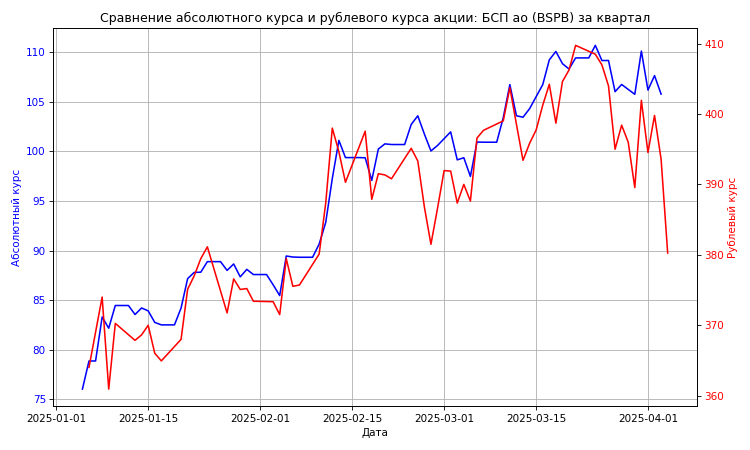 Сравнение абсолютного курса и рублевого курса акции: БСП ао (BSPB) за квартал
110
105
100
95
90
85
80
75
Абсолютный курс
410
400
390
380
370
360
Рублевый курс
2025-01-01 2025-01-15 2025-02-01 2025-02-15 2025-03-01 2025-03-15 2025-04-01
Дата